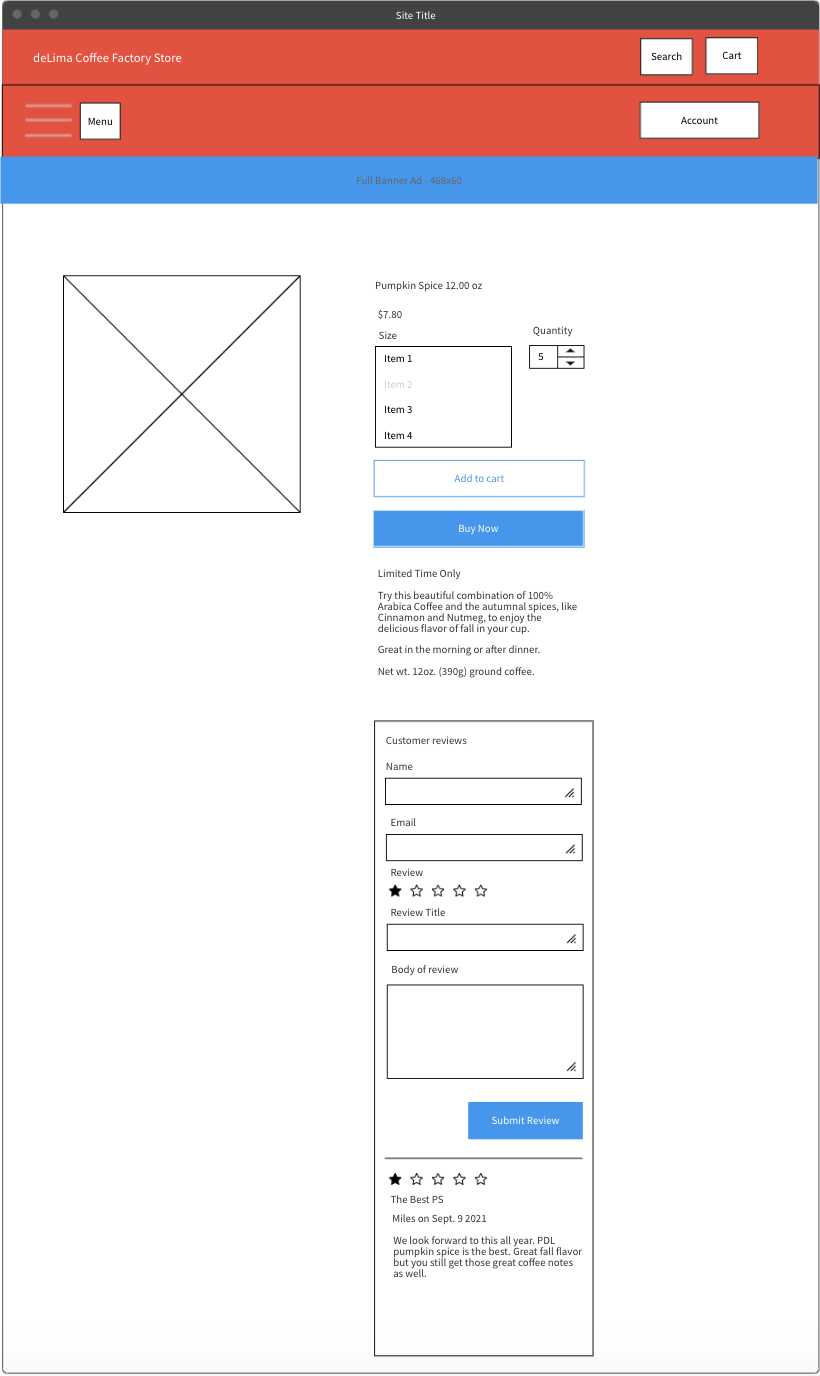 Site Title
deLima Coffee Factory Store
Search
Cart
Menu
Account
Full Banner Ad - 468x60
Pumpkin Spice 12.00 oz
$7.80
Size
Quantity
Item 1
5
Item 2
Item 3
Item 4
Add to cart
Buy Now
Limited Time Only
Try this beautiful combination of 100%
Arabica Coffee and the autumnal spices, like
Cinnamon and Nutmeg, to enjoy the
delicious flavor of fall in your cup.
Great in the morning or after dinner.
Net wt. 12oz. (390g) ground coffee.
Customer reviews
Name
Email
Review
Review Title
Body of review
Submit Review
The Best PS
Miles on Sept. 9 2021
We look forward to this all year. PDL
pumpkin spice is the best. Great fall flavor
but you still get those great coffee notes
as well.